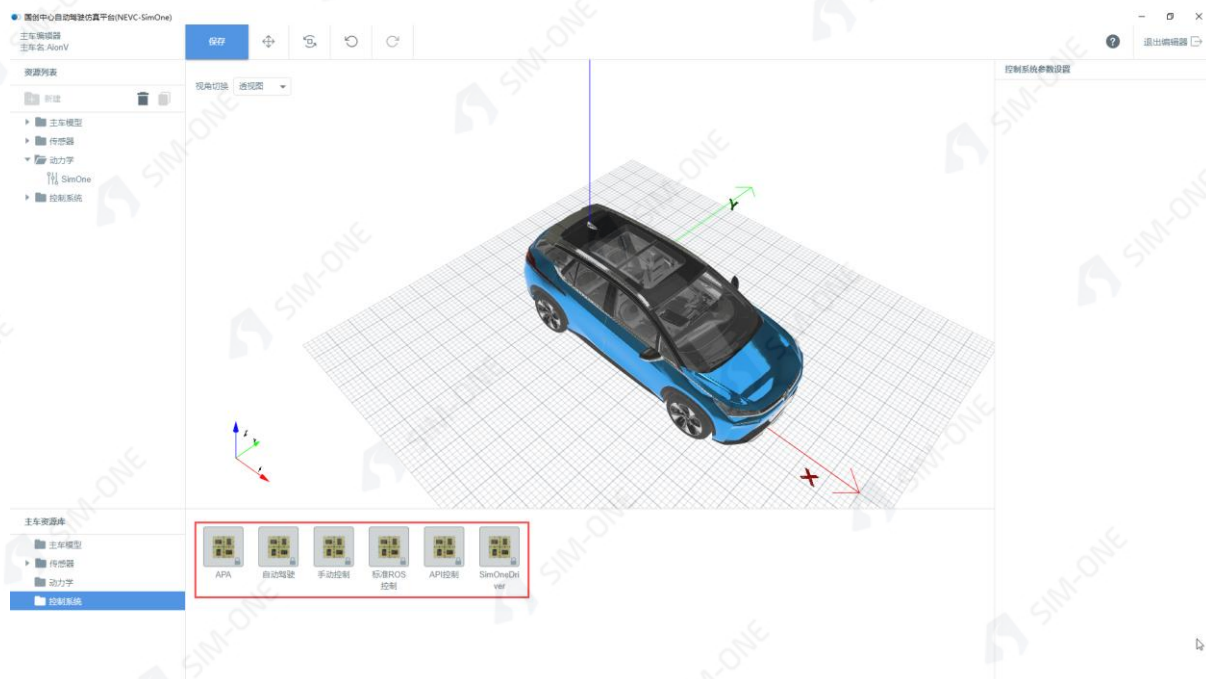 国创中心自动驾驶仿真平台(NEVC-SimOne)
主车编辑器
主车名 AionV
保存
退出编辑器
资源列表
控制系统参数设置
新建
视角切换 透视图
主车模型
传感器
动力学
SimOne
控制系统
Y
X
主车资源库
主车模型
传感器
动力学
控制系统
APA
自动驾驶
手动控制
标准ROS
控制
API控制
SimOneDri
ver
SIM-ONE